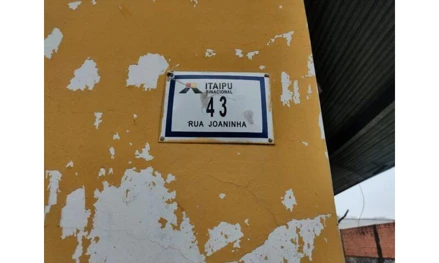 ITAIPU
BINACIONAL
43
RUA JOANINHA